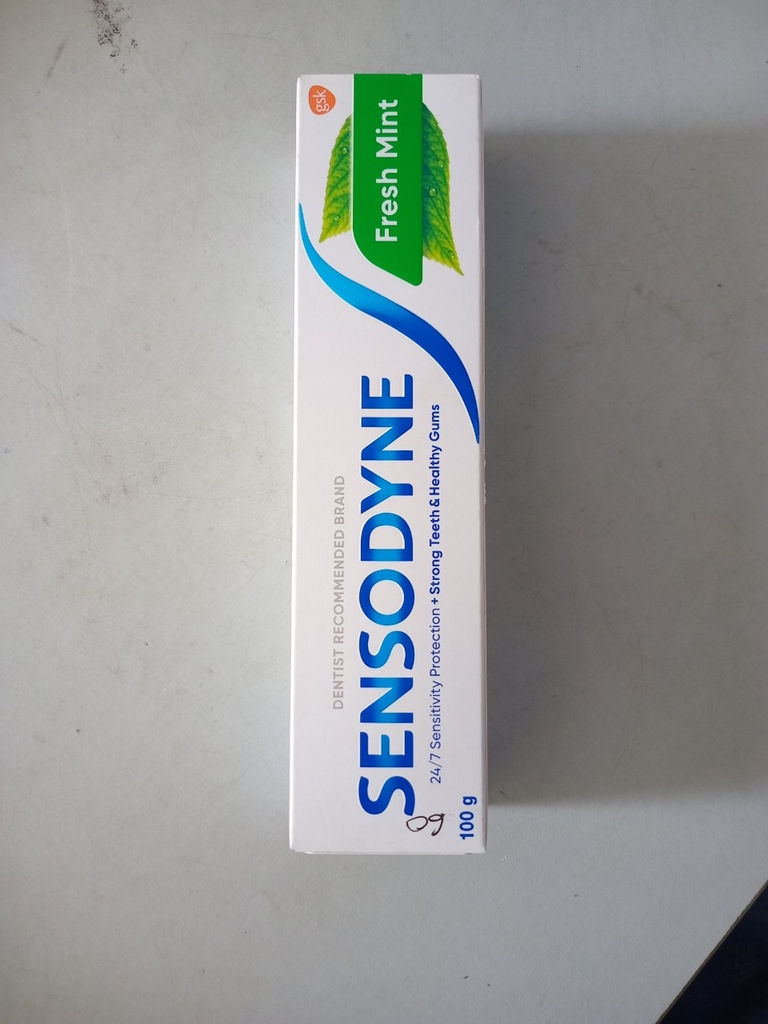 gsk
Fresh Mint
DENTIST RECOMMENDED BRAND
SENSODYNE
24/7 Sensitivity Protection + Strong Teeth & Healthy Gums
100 g